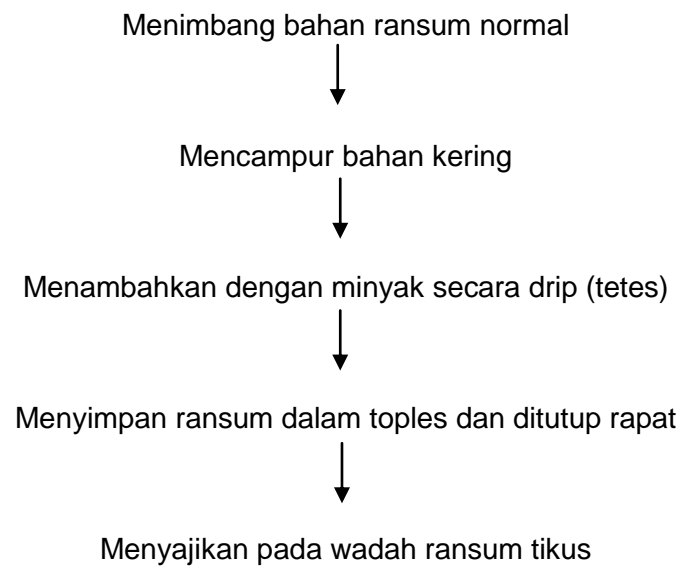 Menimbang bahan ransum normal
Mencampur bahan kering
Menambahkan dengan minyak secara drip (tetes)
Menyimpan ransum dalam toples dan ditutup rapat
Menyajikan pada wadah ransum tikus